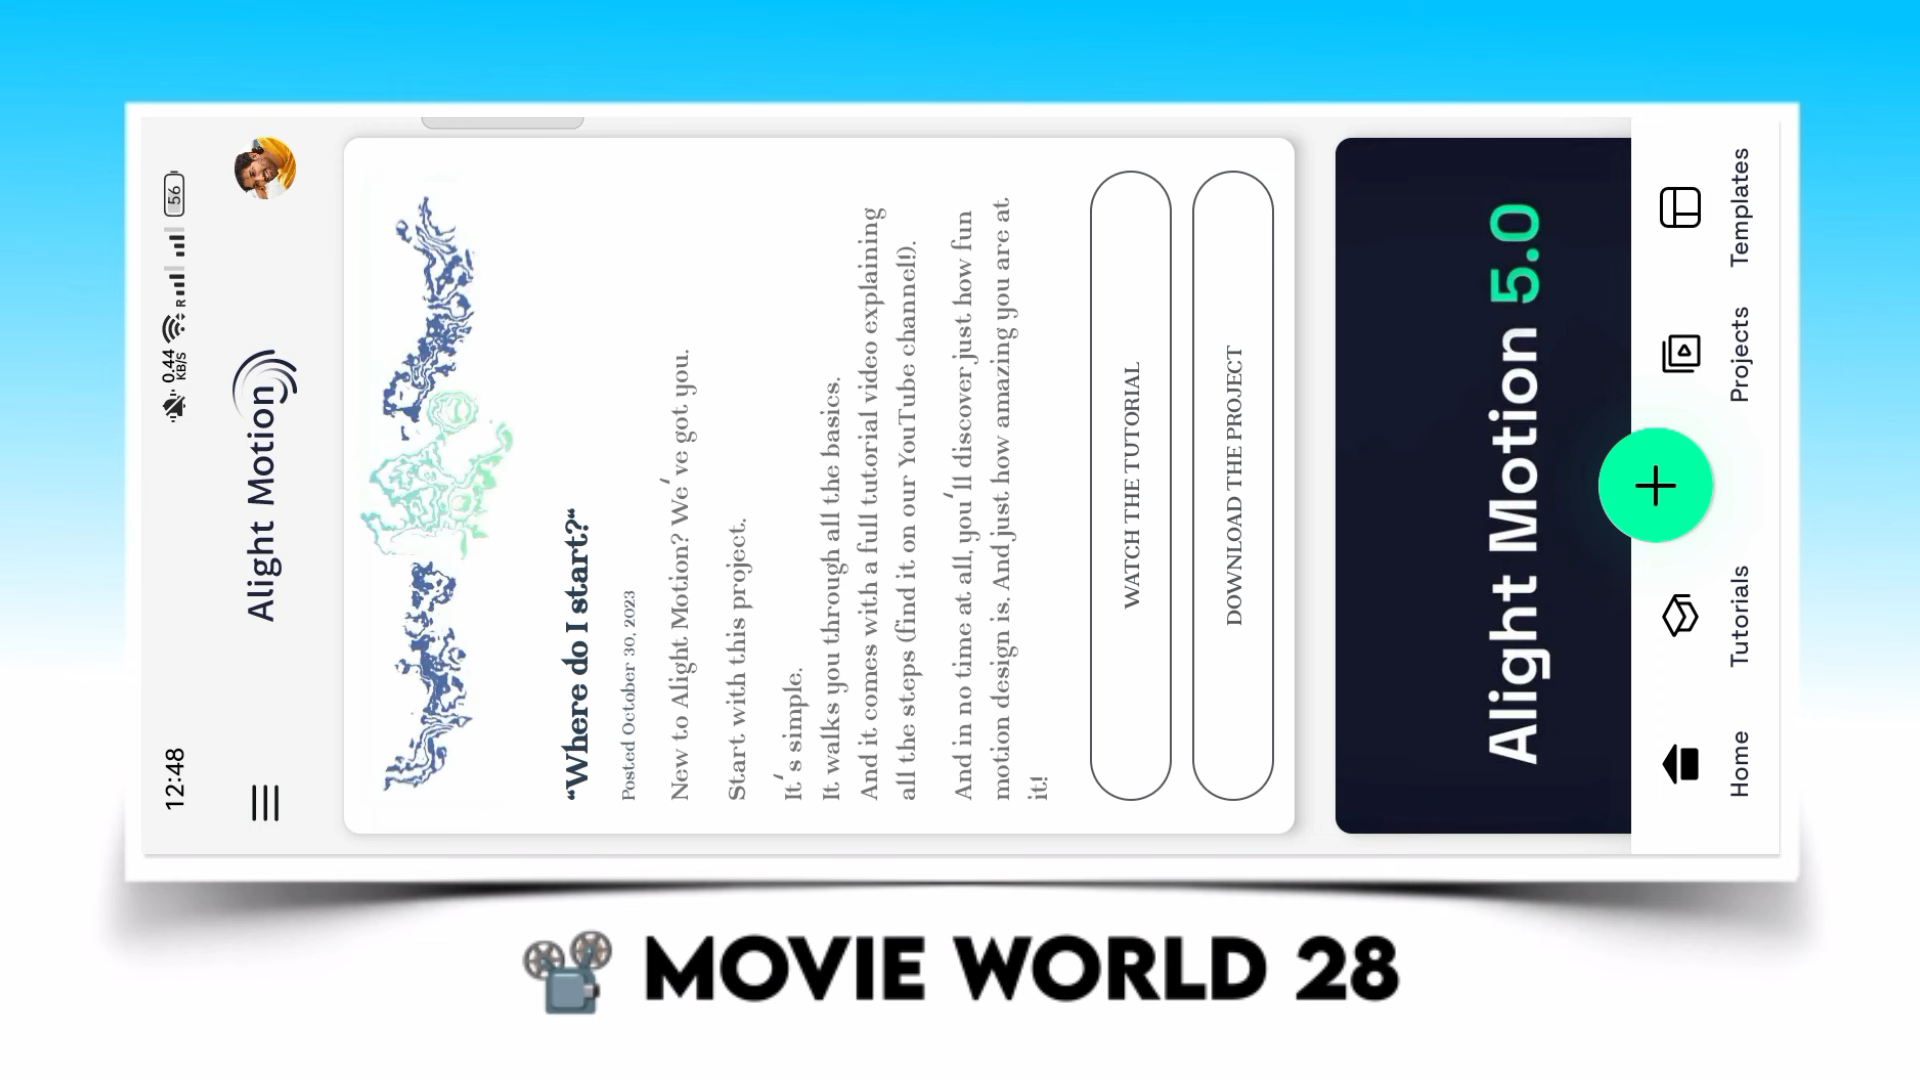 12:48
0.44
KB/s
R
56
Alight Motion
“Where do I start?“
Posted October 30, 2023
New to Alight Motion? We′ve got you.
Start with this project.
It′s simple.
It walks you through all the basics.
And it comes with a full tutorial video explaining
all the steps (find it on our YouTube channel!).
And in no time at all, you′ll discover just how fun
motion design is. And just how amazing you are at
it!
WATCH THE TUTORIAL
DOWNLOAD THE PROJECT
Alight Motion 5.0
Home
Tutorials
Projects
Templates
MOVIE WORLD 28